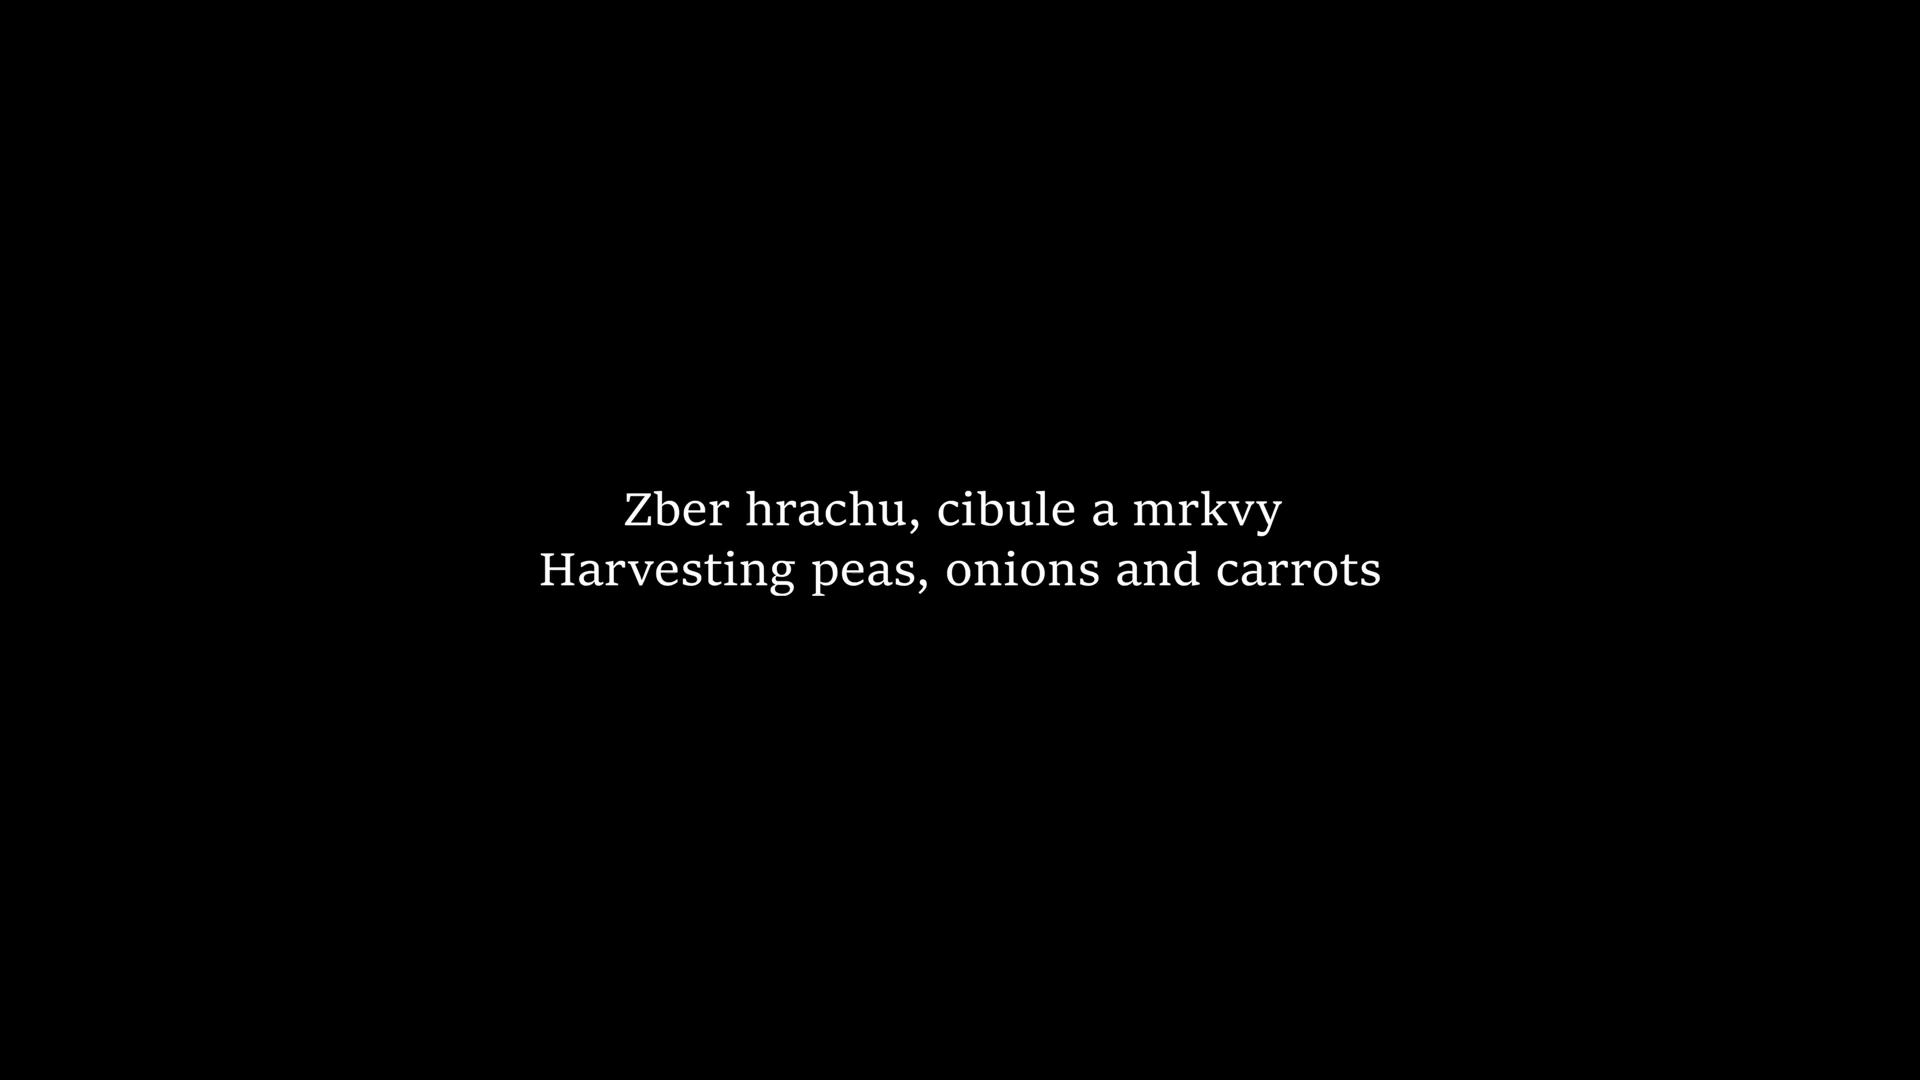 Zber hrachu, cibule a mrkvy
Harvesting peas, onions and carrots